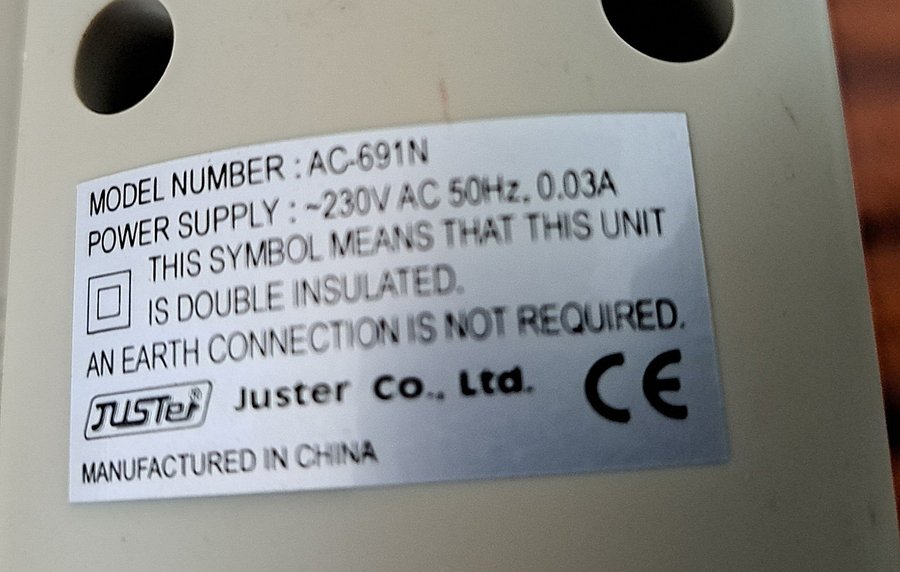 MODEL NUMBER : AC-691N
POWER SUPPLY : ~230V AC 50Hz, 0.03A
THIS SYMBOL MEANS THAT THIS UNIT
IS DOUBLE INSULATED.
AN EARTH CONNECTION IS NOT REQUIRED.
JUSTer® Juster Co., Ltd. CE
MANUFACTURED IN CHINA